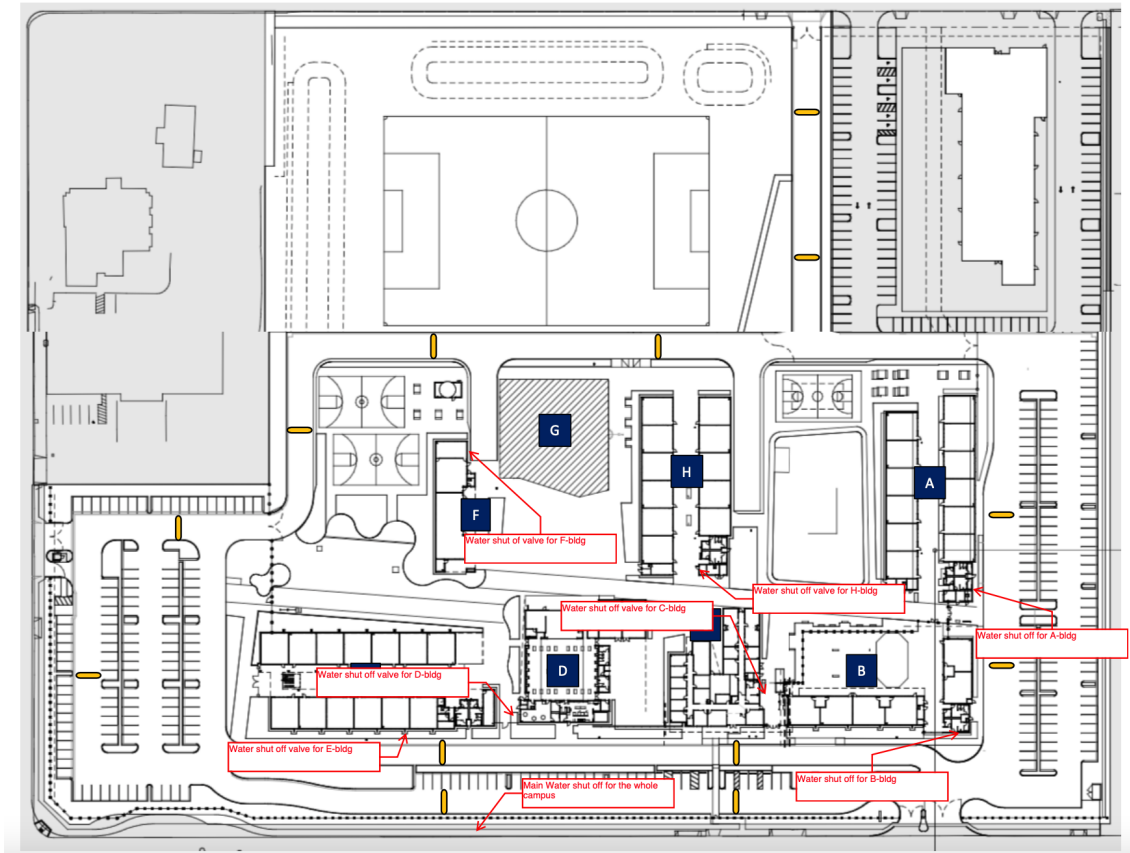 G
H
A
F
Water shut of valve for F-bldg
Water shut off valve for H-bldg
Water shut off valve for C-bldg
Water shut off for A-bldg
D
B
Water shut off valve for D-bldg
Water shut off valve for E-bldg
Water shut off for B-bldg
Main Water shut off for the whole
campus